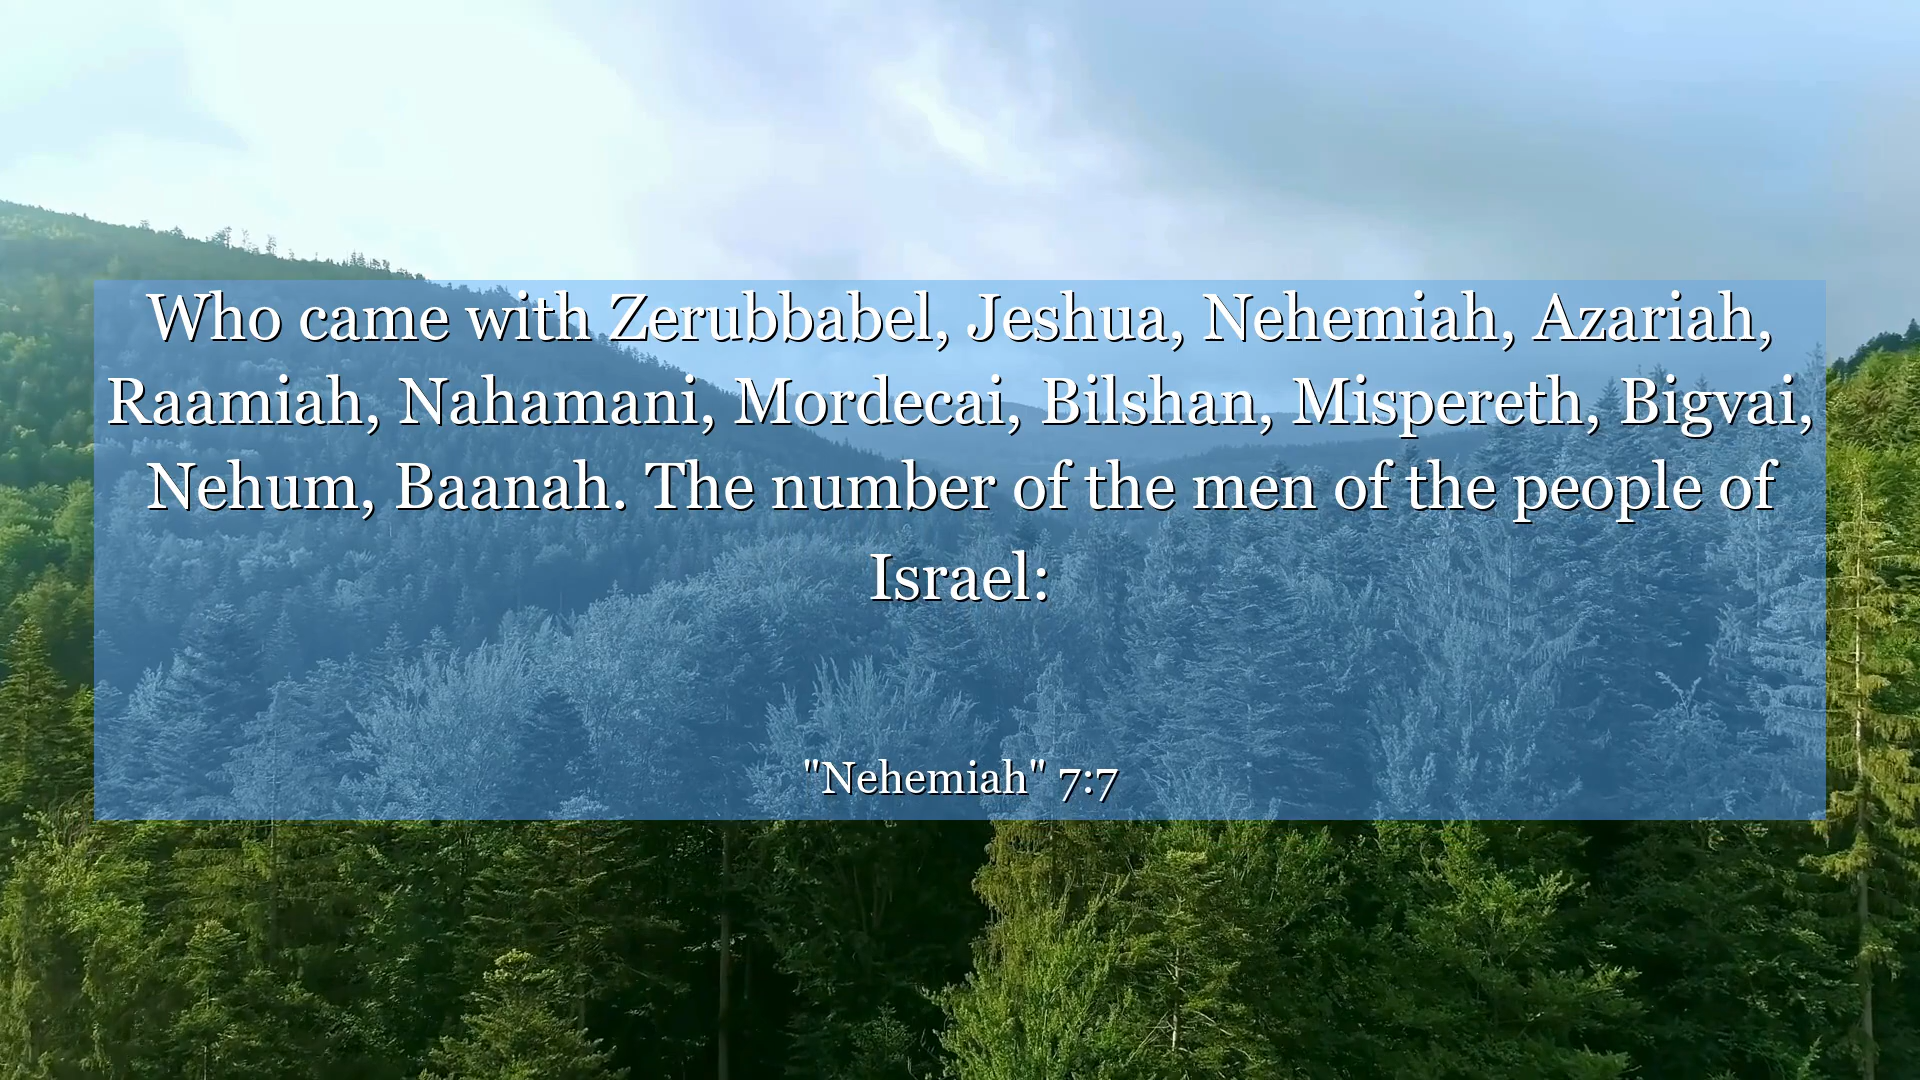 Who came with Zerubbabel, Jeshua, Nehemiah, Azariah,
Raamiah, Nahamani, Mordecai, Bilshan, Mispereth, Bigvai,
Nehum, Baanah. The number of the men of the people of
Israel:
"Nehemiah" 7:7